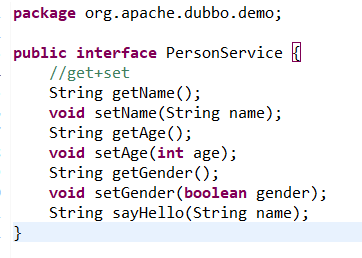 package org.apache.dubbo.demo;
public interface PersonService {
//get+set
String getName();
void setName(String name);
String getAge();
void setAge(int age);
String getGender();
void setGender(boolean gender);
String sayHello(String name);
}